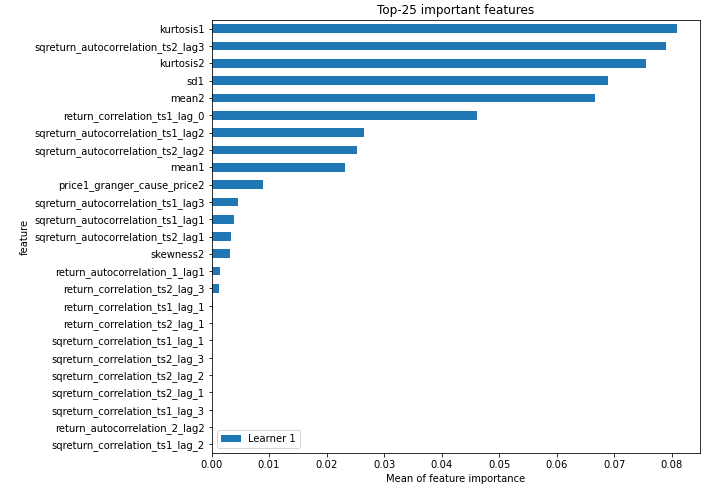 Top-25 important features
kurtosis1
sqreturn_autocorrelation_ts2_lag3
kurtosis2
sd1
mean2
return_correlation_ts1_lag_0
sqreturn_autocorrelation_ts1_lag2
sqreturn_autocorrelation_ts2_lag2
mean1
price1_granger_cause_price2
sqreturn_autocorrelation_ts1_lag3
sqreturn_autocorrelation_ts1_lag1
sqreturn_autocorrelation_ts2_lag1
skewness2
return_autocorrelation_1_lag1
return_correlation_ts2_lag_3
return_correlation_ts1_lag_1
return_correlation_ts2_lag_1
sqreturn_correlation_ts1_lag_1
sqreturn_correlation_ts2_lag_3
sqreturn_correlation_ts2_lag_2
sqreturn_correlation_ts2_lag_1
sqreturn_correlation_ts1_lag_3
return_autocorrelation_2_lag2
sqreturn_correlation_ts1_lag_2
feature
Learner 1
0.00 0.01 0.02 0.03 0.04 0.05 0.06 0.07 0.08
Mean of feature importance